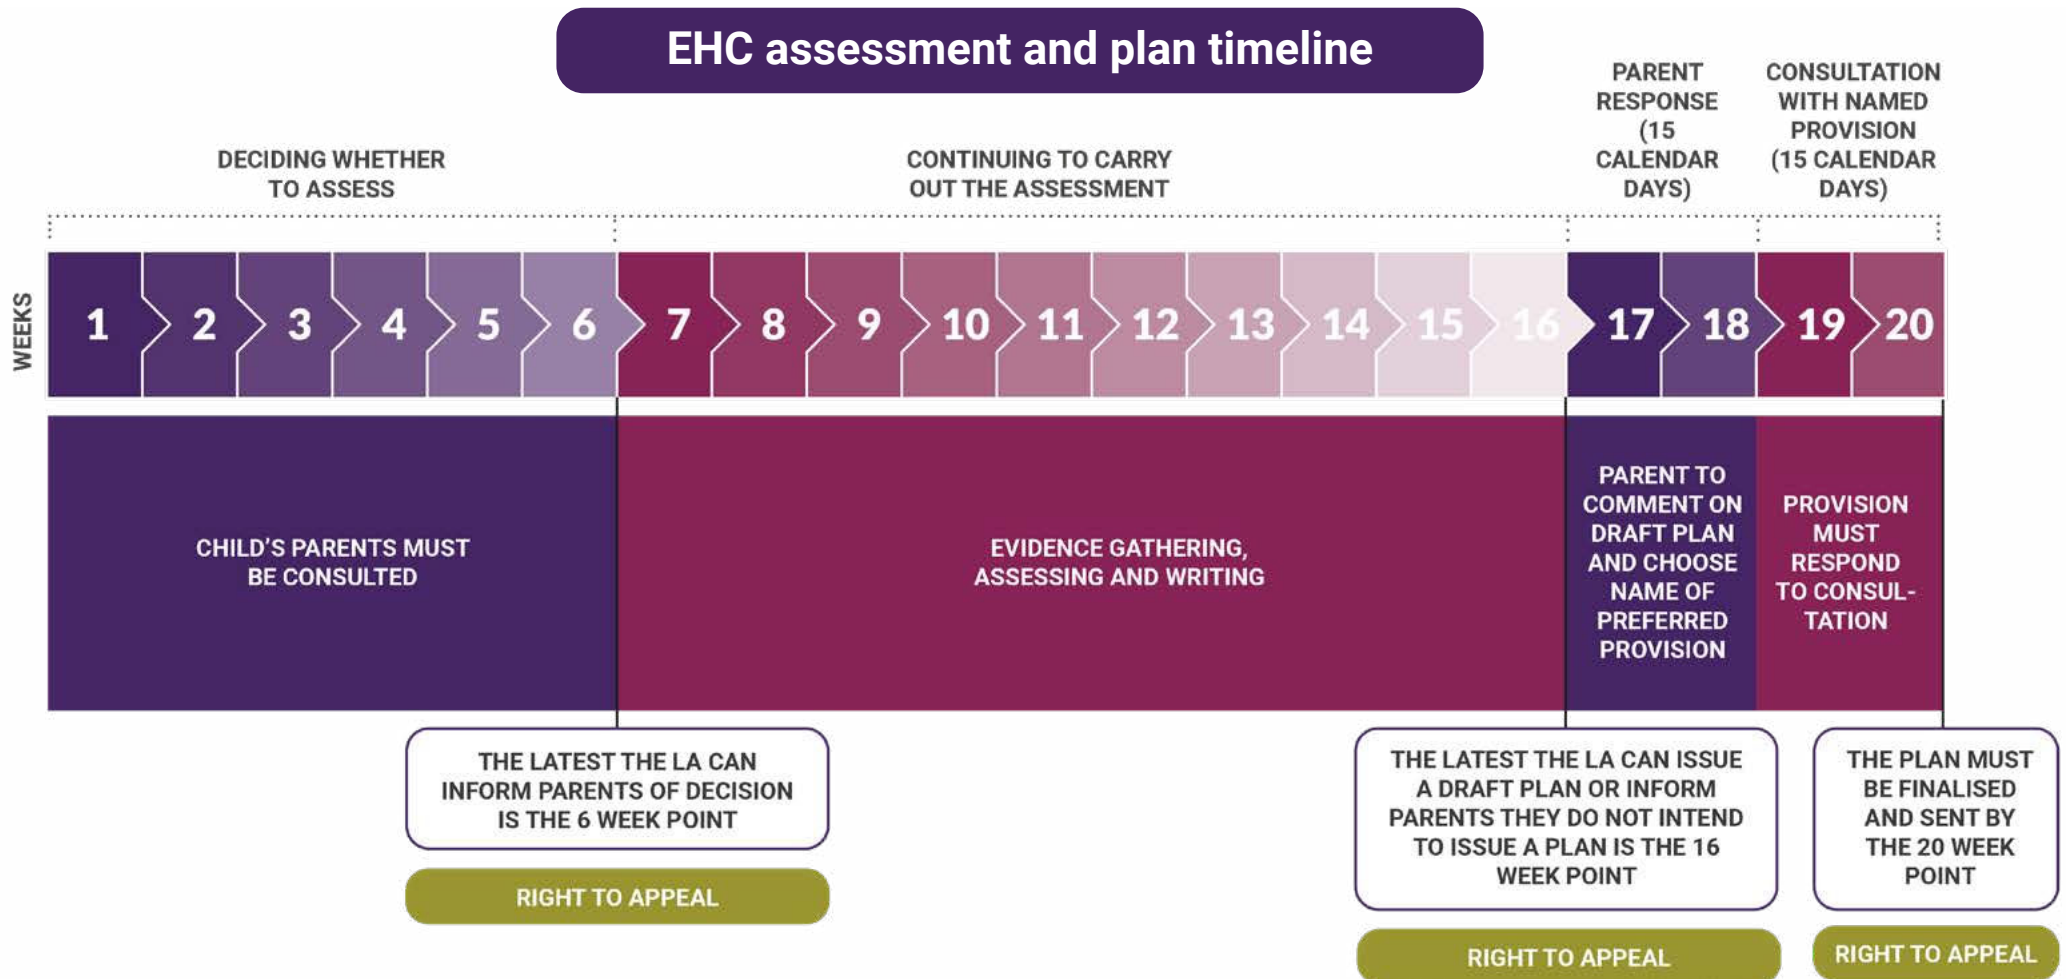 EHC assessment and plan timeline
DECIDING WHETHER
TO ASSESS
CONTINUING TO CARRY
OUT THE ASSESSMENT
PARENT
RESPONSE
(15
CALENDAR
DAYS)
CONSULTATION
WITH NAMED
PROVISION
(15 CALENDAR
DAYS)
WEEKS
1 2 3 4 5 6 7 8 9 10 11 12 13 14 15 16 17 18 19 20
CHILD'S PARENTS MUST
BE CONSULTED
EVIDENCE GATHERING,
ASSESSING AND WRITING
PARENT TO
COMMENT ON
DRAFT PLAN
AND CHOOSE
NAME OF
PREFERRED
PROVISION
PROVISION
MUST
RESPOND
TO CONSUL-
TATION
THE LATEST THE LA CAN
INFORM PARENTS OF DECISION
IS THE 6 WEEK POINT
RIGHT TO APPEAL
THE LATEST THE LA CAN ISSUE
A DRAFT PLAN OR INFORM
PARENTS THEY DO NOT INTEND
TO ISSUE A PLAN IS THE 16
WEEK POINT
RIGHT TO APPEAL
THE PLAN MUST
BE FINALISED
AND SENT BY
THE 20 WEEK
POINT
RIGHT TO APPEAL